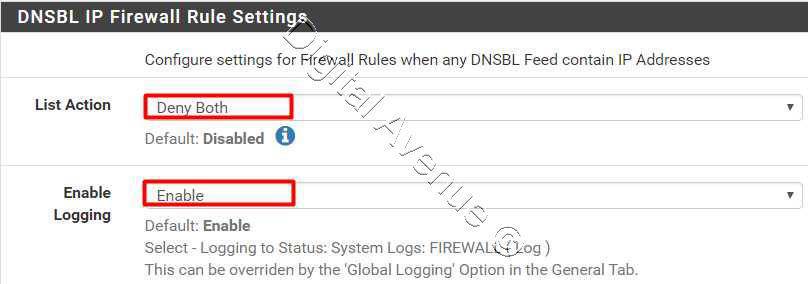 DNSBL IP Firewall Rule Settings
Configure settings for Firewall Rules when any DNSBL Feed contain IP Addresses
List Action
Deny Both
Default: Disabled
Enable Logging
Enable
Default: Enable
Select - Logging to Status: System Logs: FIREWALL ( Log )
This can be overriden by the 'Global Logging' Option in the General Tab.
Digital Avenue @